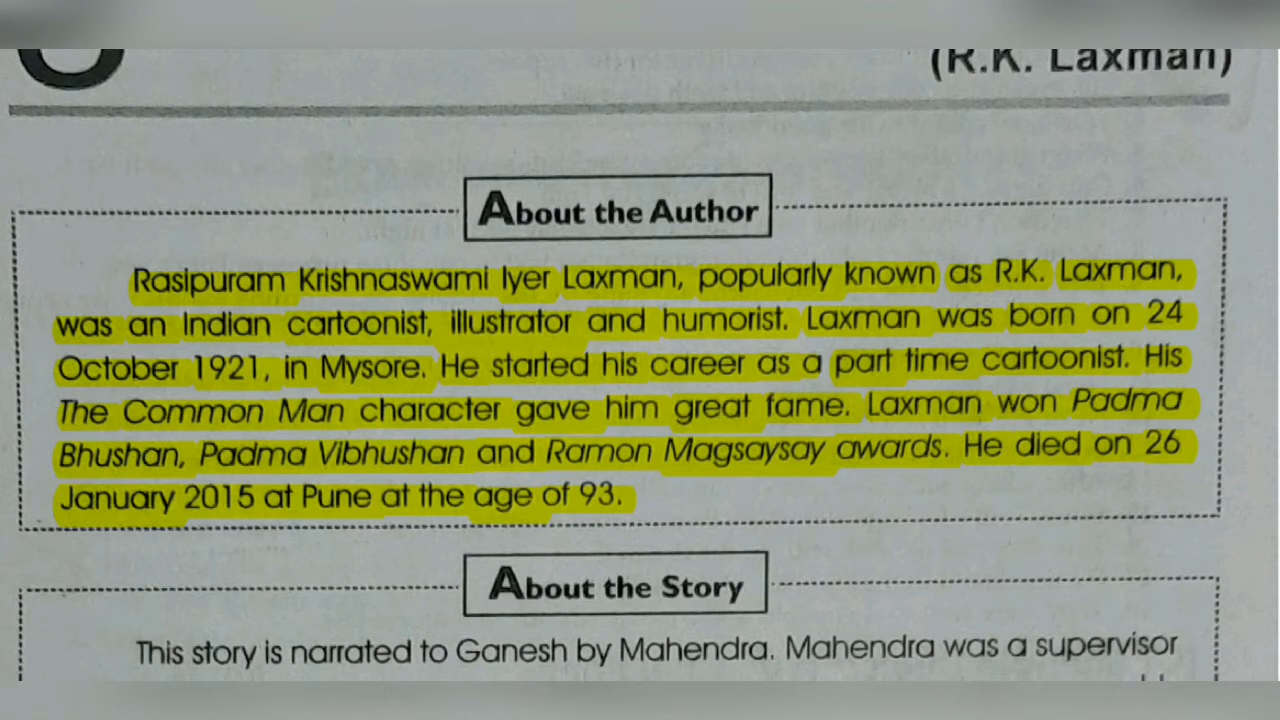 (R.K. Laxman)
About the Author
Rasipuram Krishnaswami Iyer Laxman, popularly known as R.K. Laxman,
was an Indian cartoonist, illustrator and humorist. Laxman was born on 24
October 1921, in Mysore. He started his career as a part time cartoonist. His
The Common Man character gave him great fame. Laxman won Padma
Bhushan, Padma Vibhushan and Ramon Magsaysay awards. He died on 26
January 2015 at Pune at the age of 93.
About the Story
This story is narrated to Ganesh by Mahendra. Mahendra was a supervisor